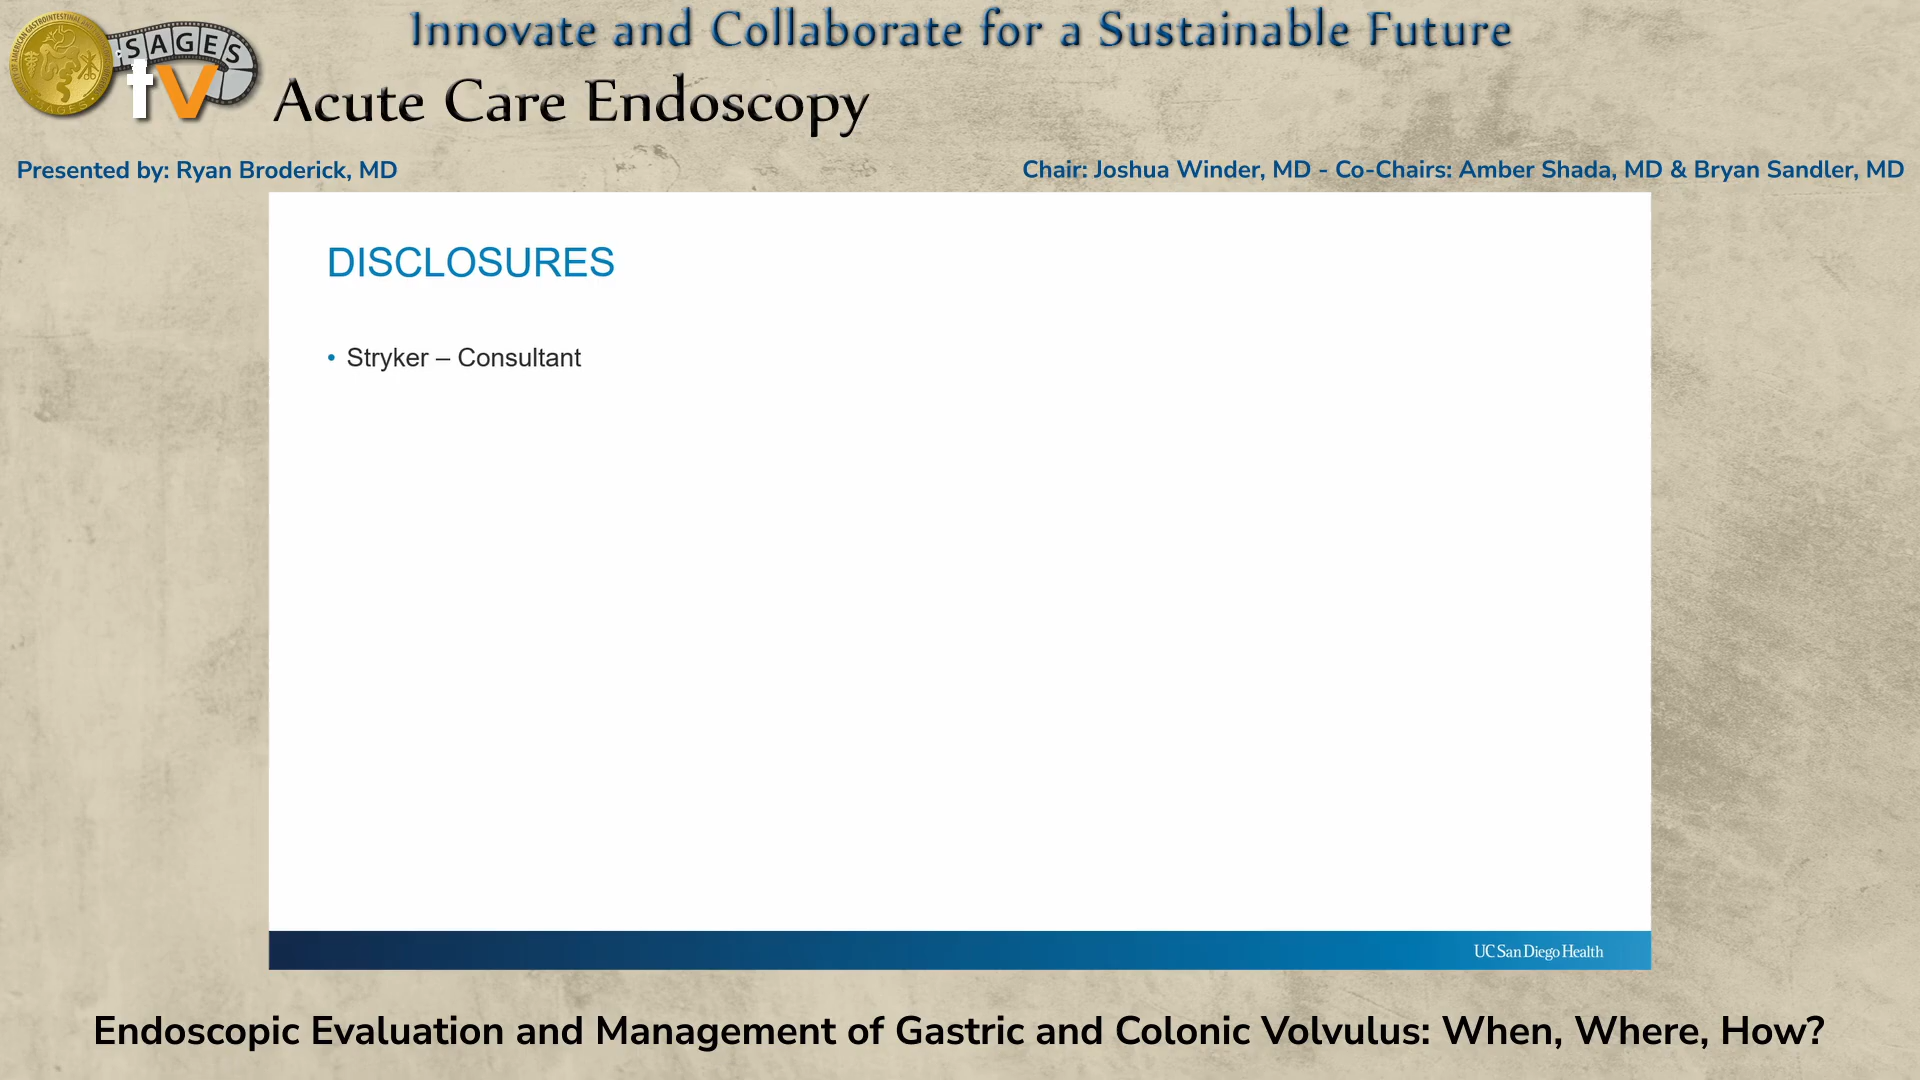 Innovate and Collaborate for a Sustainable Future
SAGES
tv
Acute Care Endoscopy
Presented by: Ryan Broderick, MD
Chair: Joshua Winder, MD - Co-Chairs: Amber Shada, MD & Bryan Sandler, MD
DISCLOSURES
• Stryker – Consultant
UC San Diego Health
Endoscopic Evaluation and Management of Gastric and Colonic Volvulus: When, Where, How?